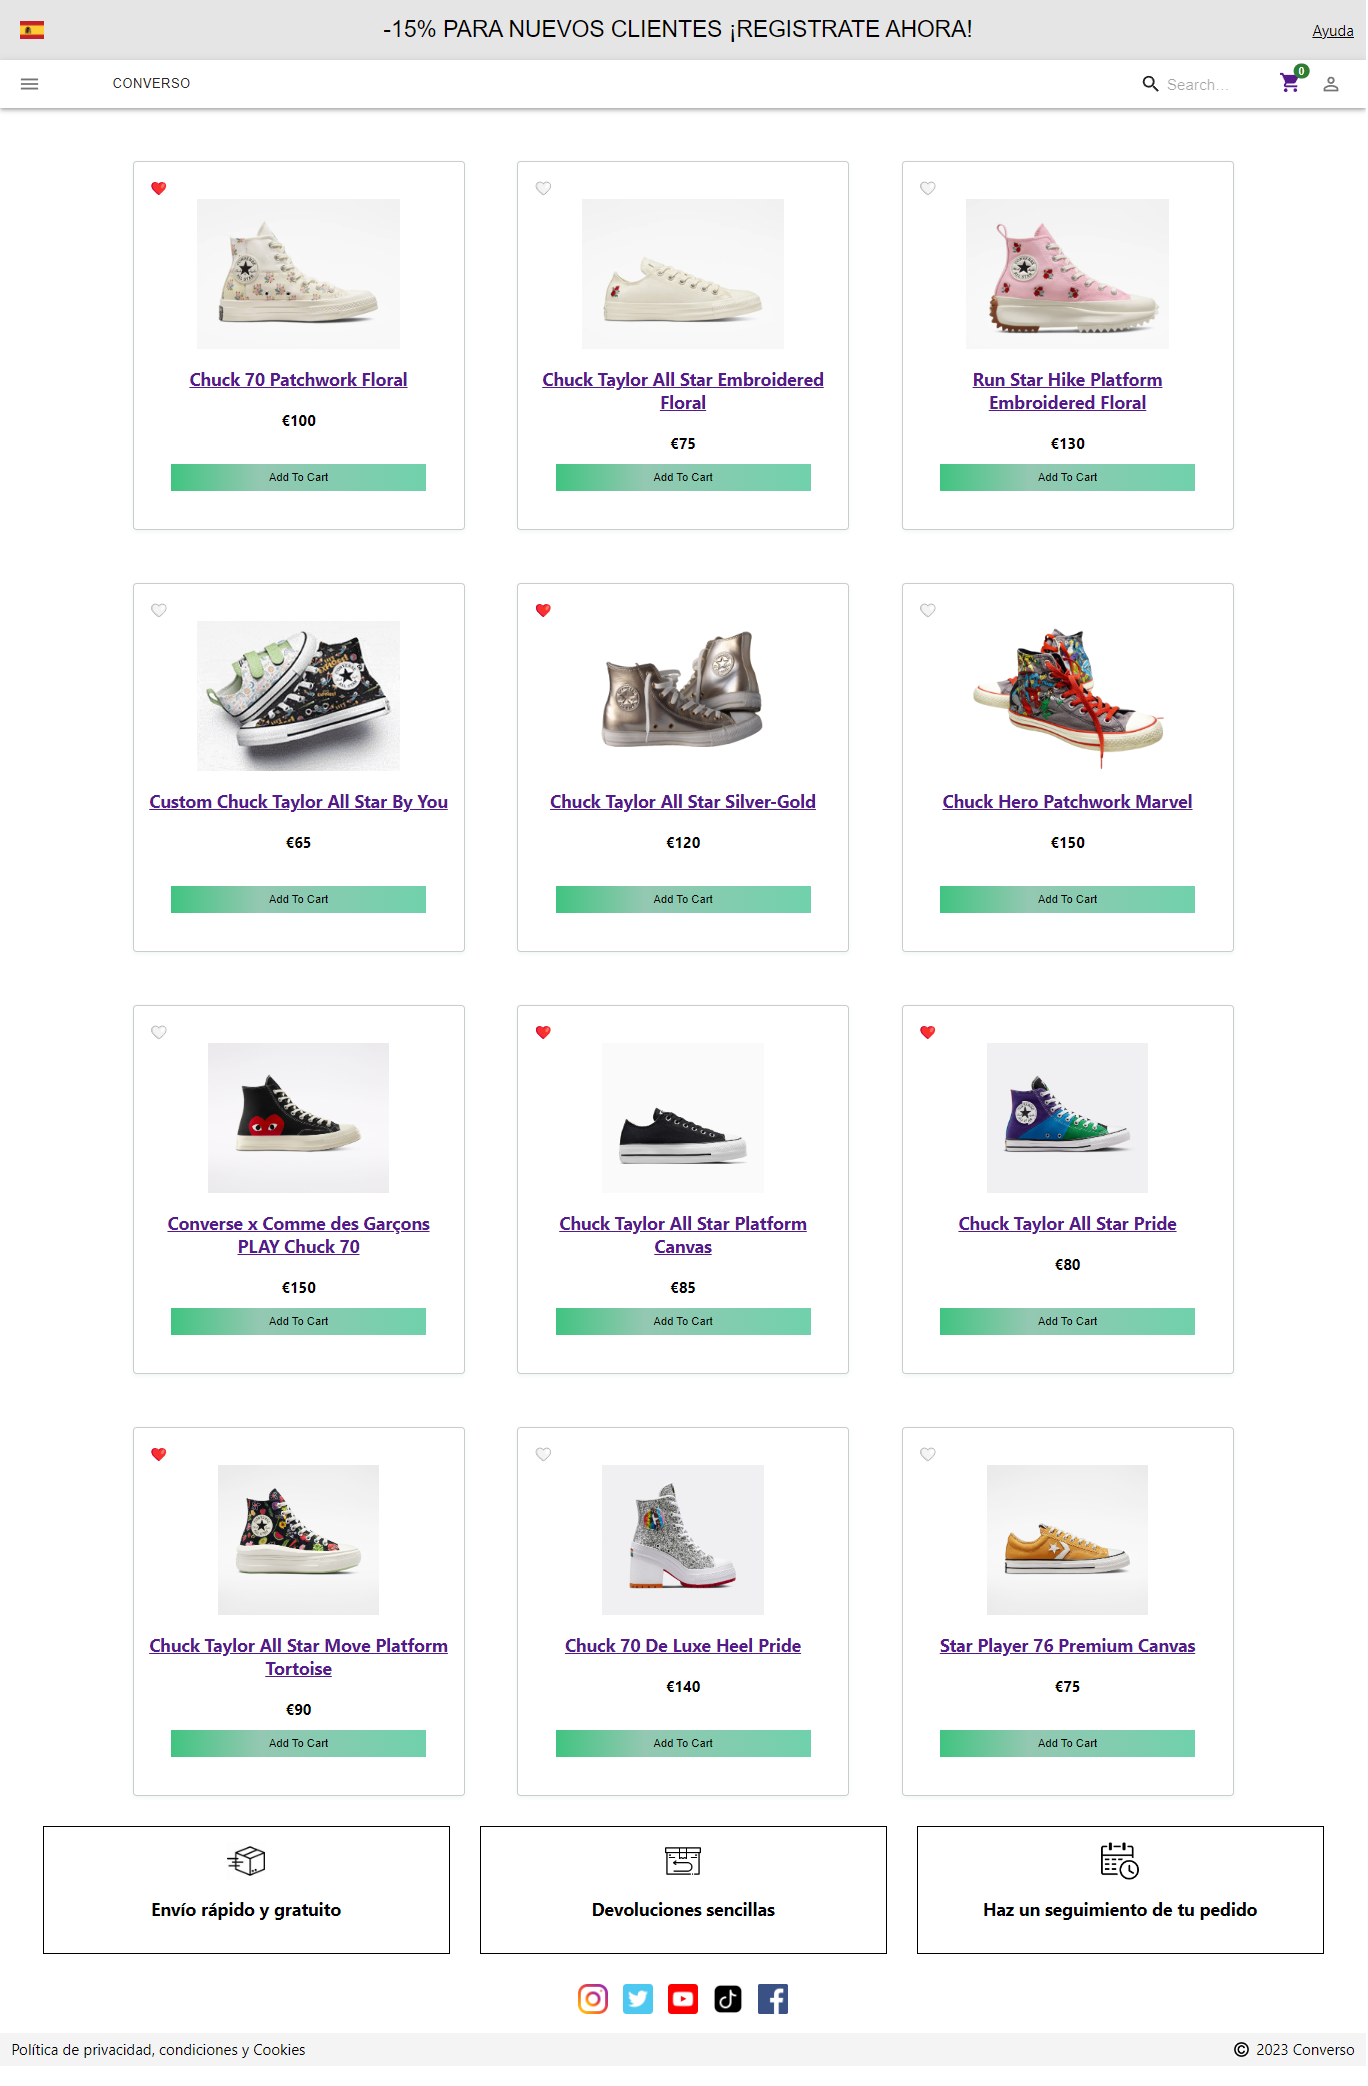 -15% PARA NUEVOS CLIENTES ¡REGISTRATE AHORA!
Ayuda
CONVERSO
Search...
0
Chuck 70 Patchwork Floral
€100
Add To Cart
Chuck Taylor All Star Embroidered
Floral
€75
Add To Cart
Run Star Hike Platform
Embroidered Floral
€130
Add To Cart
Custom Chuck Taylor All Star By You
€65
Add To Cart
Chuck Taylor All Star Silver-Gold
€120
Add To Cart
Chuck Hero Patchwork Marvel
€150
Add To Cart
Converse x Comme des Garçons
PLAY Chuck 70
€150
Add To Cart
Chuck Taylor All Star Platform
Canvas
€85
Add To Cart
Chuck Taylor All Star Pride
€80
Add To Cart
Chuck Taylor All Star Move Platform
Tortoise
€90
Add To Cart
Chuck 70 De Luxe Heel Pride
€140
Add To Cart
Star Player 76 Premium Canvas
€75
Add To Cart
Envío rápido y gratuito
Devoluciones sencillas
Haz un seguimiento de tu pedido
Política de privacidad, condiciones y Cookies
© 2023 Converso